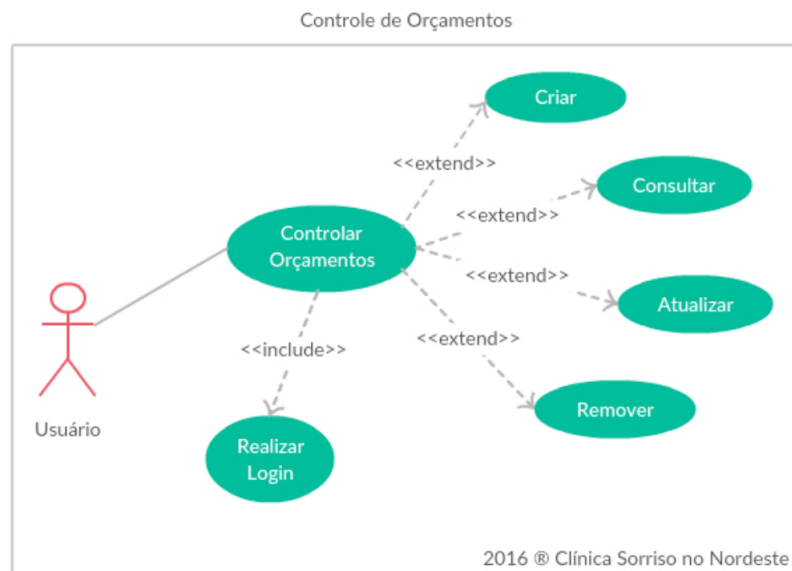 Controle de Orçamentos
Criar
<<extend>>
Consultar
<<extend>>
Controlar
Orçamentos
<<extend>>
Atualizar
<<extend>>
<<include>>
Remover
Usuário
Realizar
Login
2016 ® Clínica Sorriso no Nordeste